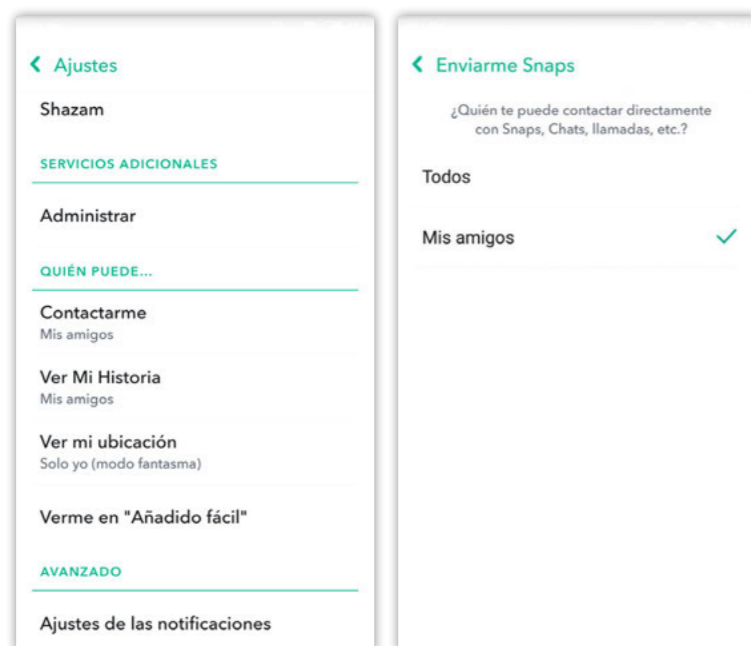 Ajustes
Shazam
SERVICIOS ADICIONALES
Administrar
QUIÉN PUEDE...
Contactarme
Mis amigos
Ver Mi Historia
Mis amigos
Ver mi ubicación
Solo yo (modo fantasma)
Verme en "Añadido fácil"
AVANZADO
Ajustes de las notificaciones
Enviarme Snaps
¿Quién te puede contactar directamente
con Snaps, Chats, llamadas, etc.?
Todos
Mis amigos